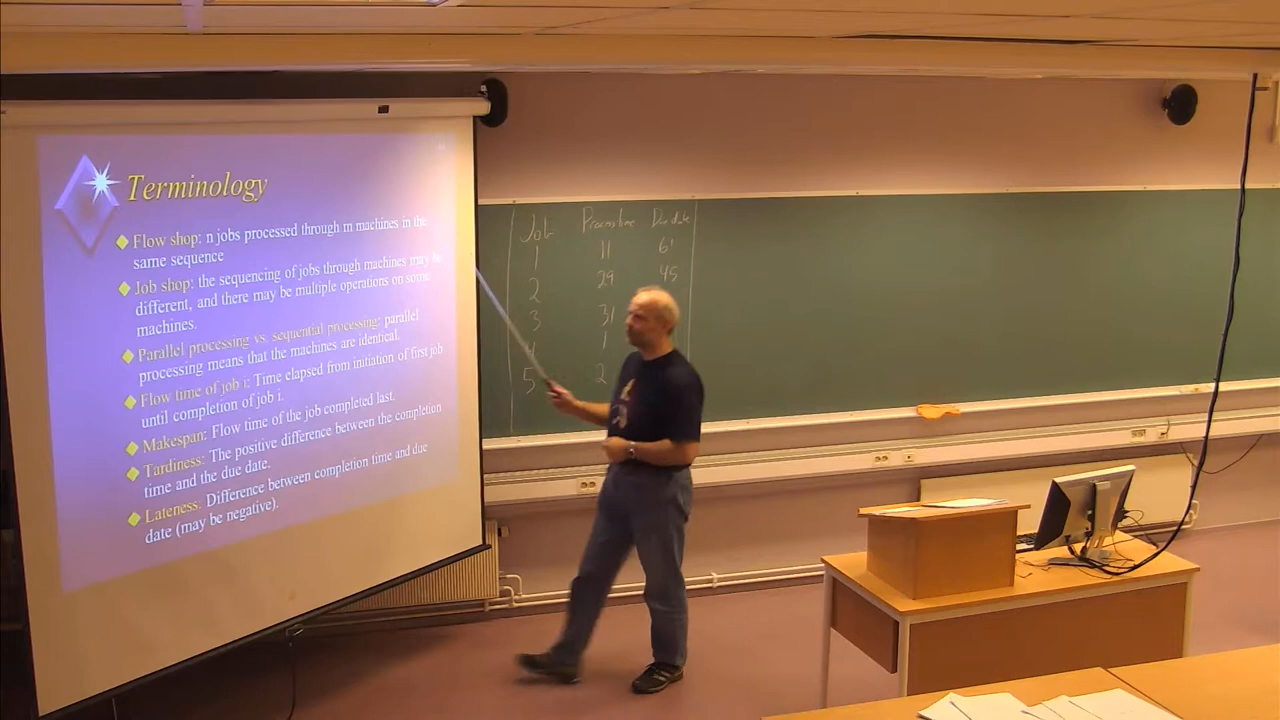 Terminology
Flow shop: n jobs processed through m machines in the
same sequence
Job shop: the sequencing of jobs through machines may be
different, and there may be multiple operations on some
machines.
Parallel processing vs. sequential processing: parallel
processing means that the machines are identical.
Flow time of job i: Time elapsed from initiation of first job
until completion of job i.
Makespan: Flow time of the job completed last.
Tardiness: The positive difference between the completion
time and the due date.
Lateness: Difference between completion time and due
date (may be negative).
Job Due date
1 11 61
2 29 45
3 31
4 1
5 2